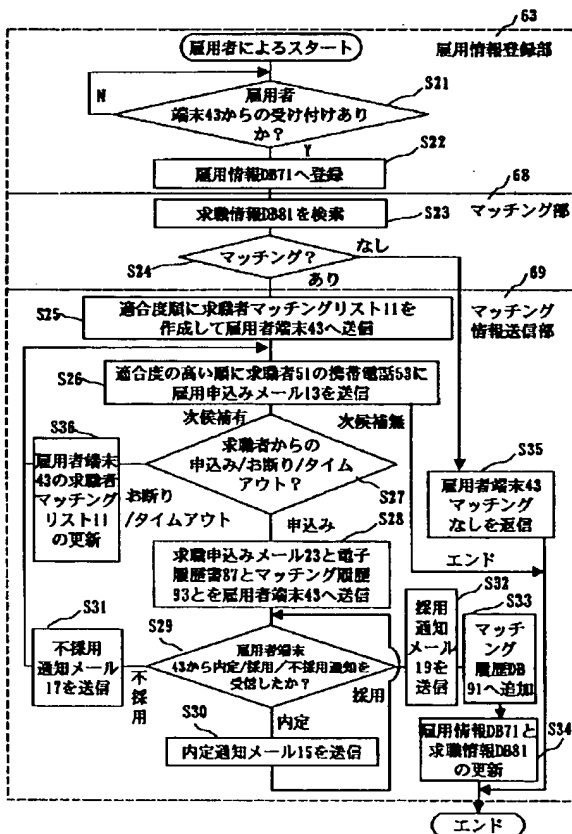 63
雇用者によるスタート
雇用情報登録部
N
S21
雇用者
端末43からの受け付けあり
か？
Y
S22
雇用情報DB71へ登録
68
求職情報DB81を検索
S23
マッチング部
なし
マッチング？
S24
あり
69
S25
適合度順に求職者マッチングリスト11を
作成して雇用者端末43へ送信
マッチング
情報送信部
S26
適合度の高い順に求職者51の携帯電話53に
雇用申込みメール13を送信
次候補有
次候補無
S36
雇用者端末
43の求職者
マッチング
リスト11
の更新
お断り
/タイムアウト
求職者からの
申込み/お断り/タイム
アウト？
S27
S35
雇用者端末43
マッチ
なしを返信
申込み
S28
求職申込みメール23と電子
履歴書87とマッチング履歴
93とを雇用者端末43へ送信
エンド
S31
不採用
通知メール
17を送信
S29
雇用者端末
43から内定/採用/不採用通知を
受信したか？
不採用
採用
S32
採用
通知
メール
19を
送信
S33
マッチ
ング
履歴DB
91へ追加
S30
内定
内定通知メール15を送信
雇用情報DB71と
求職情報DB81
の更新
S34
エンド